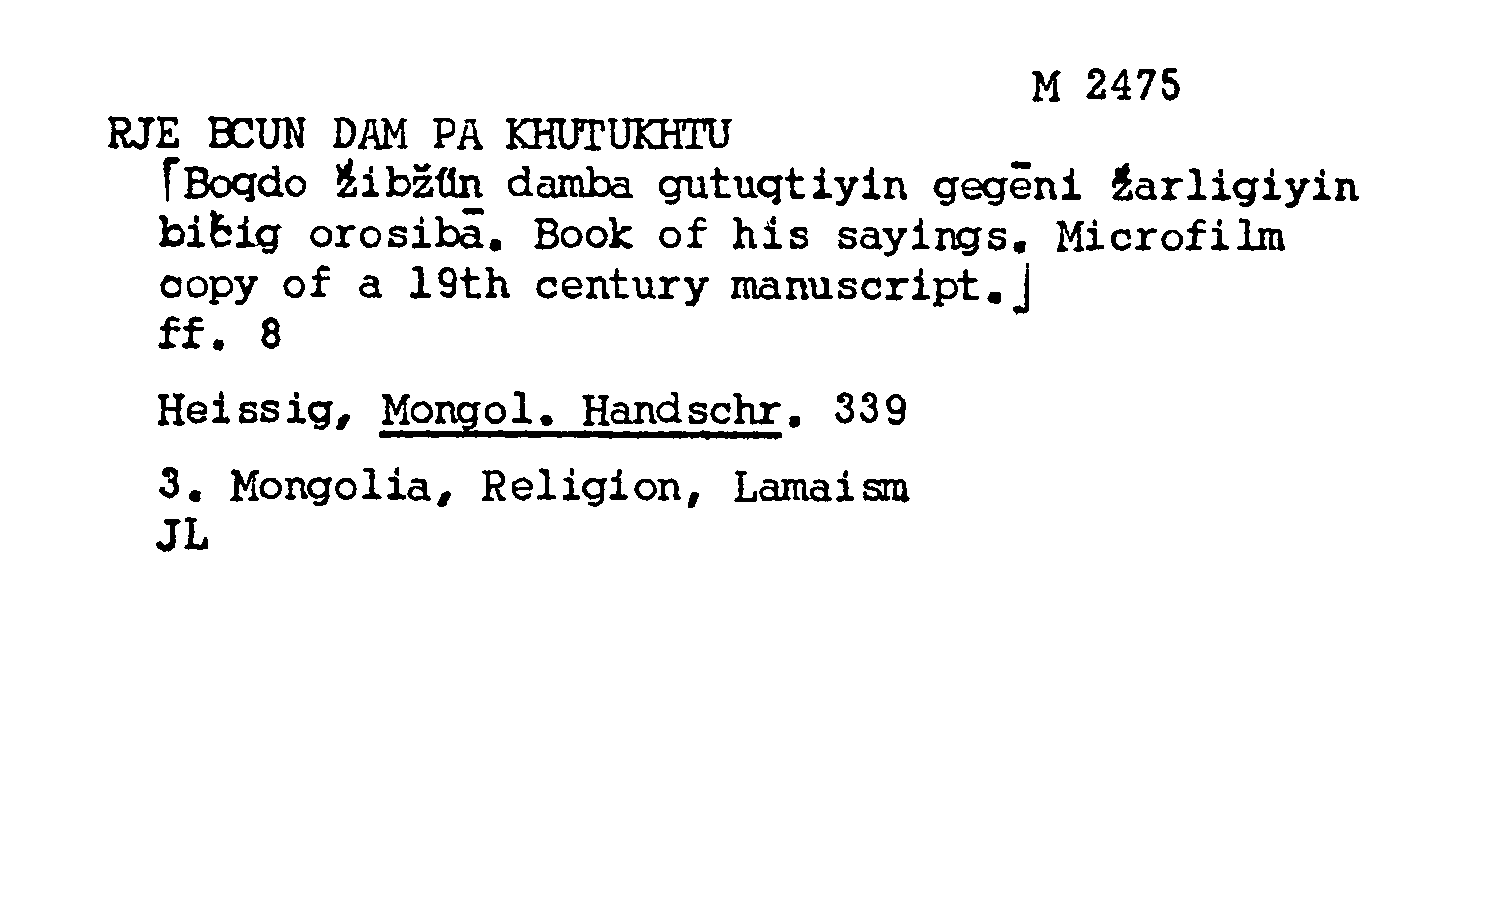 M 2475
RJE BCUN DAM PA KHUTUKHTU
⌈Boqdo Žibžün damba gutuqtiyin gegēni žarligiyin
bičig orosibā. Book of his sayings. Microfilm
copy of a 19th century manuscript.⌋
ff. 8
Heissig, Mongol. Handschr. 339
3. Mongolia, Religion, Lamaism
JL